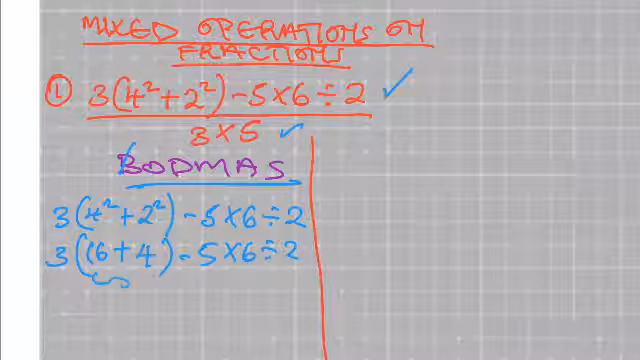 MIXED OPERATIONS ON
FRACTIONS
① 3(4²+2²)-5×6÷2 ✓
3×5 ✓
BODMAS
3(4²+2²)-5×6÷2
3(16+4)-5×6÷2